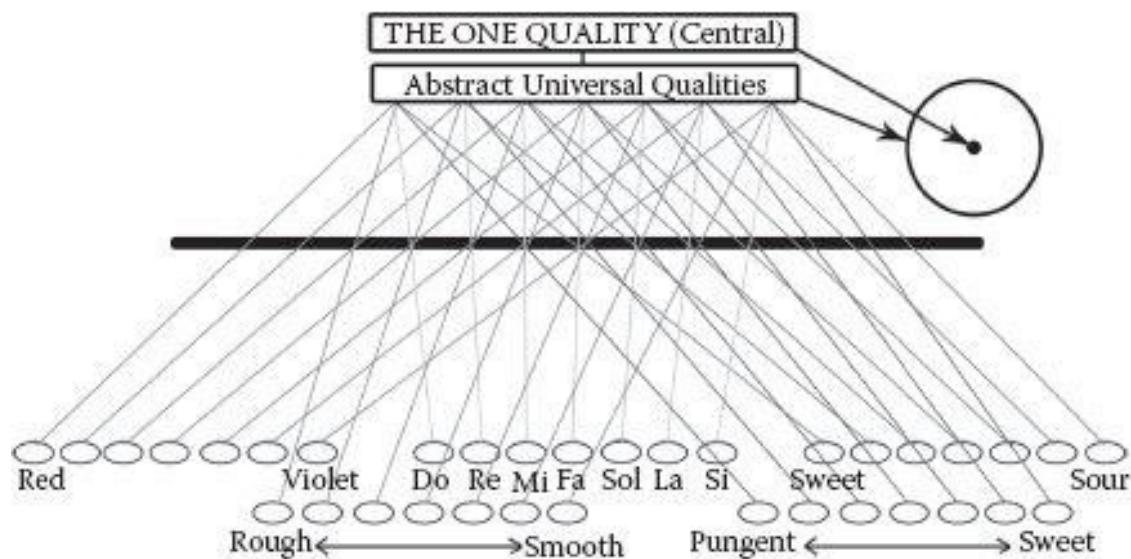 THE ONE QUALITY (Central)
Abstract Universal Qualities
Red Violet Do Re Mi Fa Sol La Si Sweet Sour
Rough Smooth Pungent Sweet